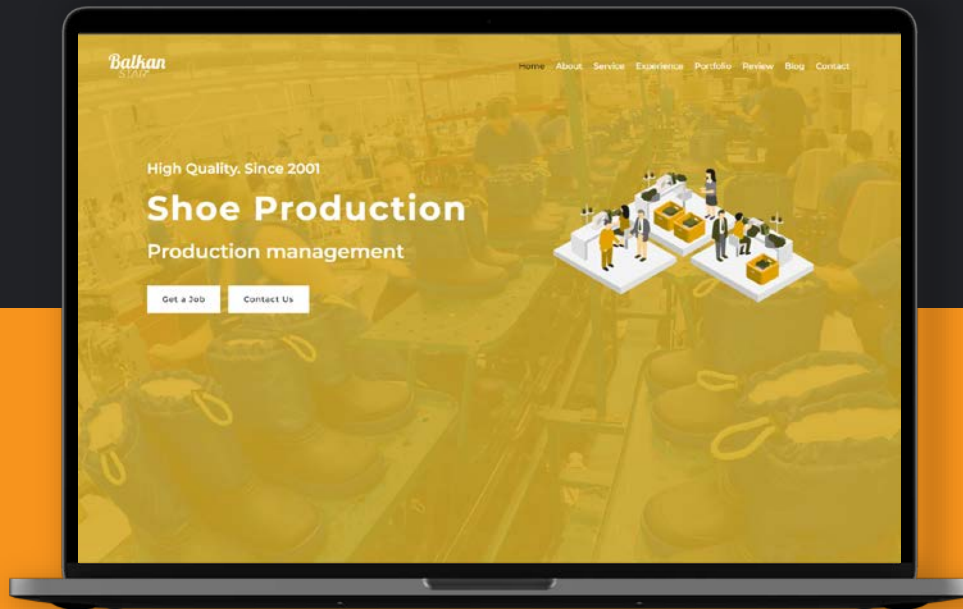 Balkan
STAR
Home About Service Experience Portfolio Review Blog Contact
High Quality. Since 2001
Shoe Production
Production management
Get a Job Contact Us